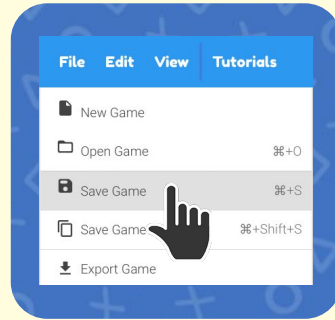 File Edit View Tutorials
New Game
Open Game ⌘+O
Save Game ⌘+S
Save Game ⌘+Shift+S
Export Game